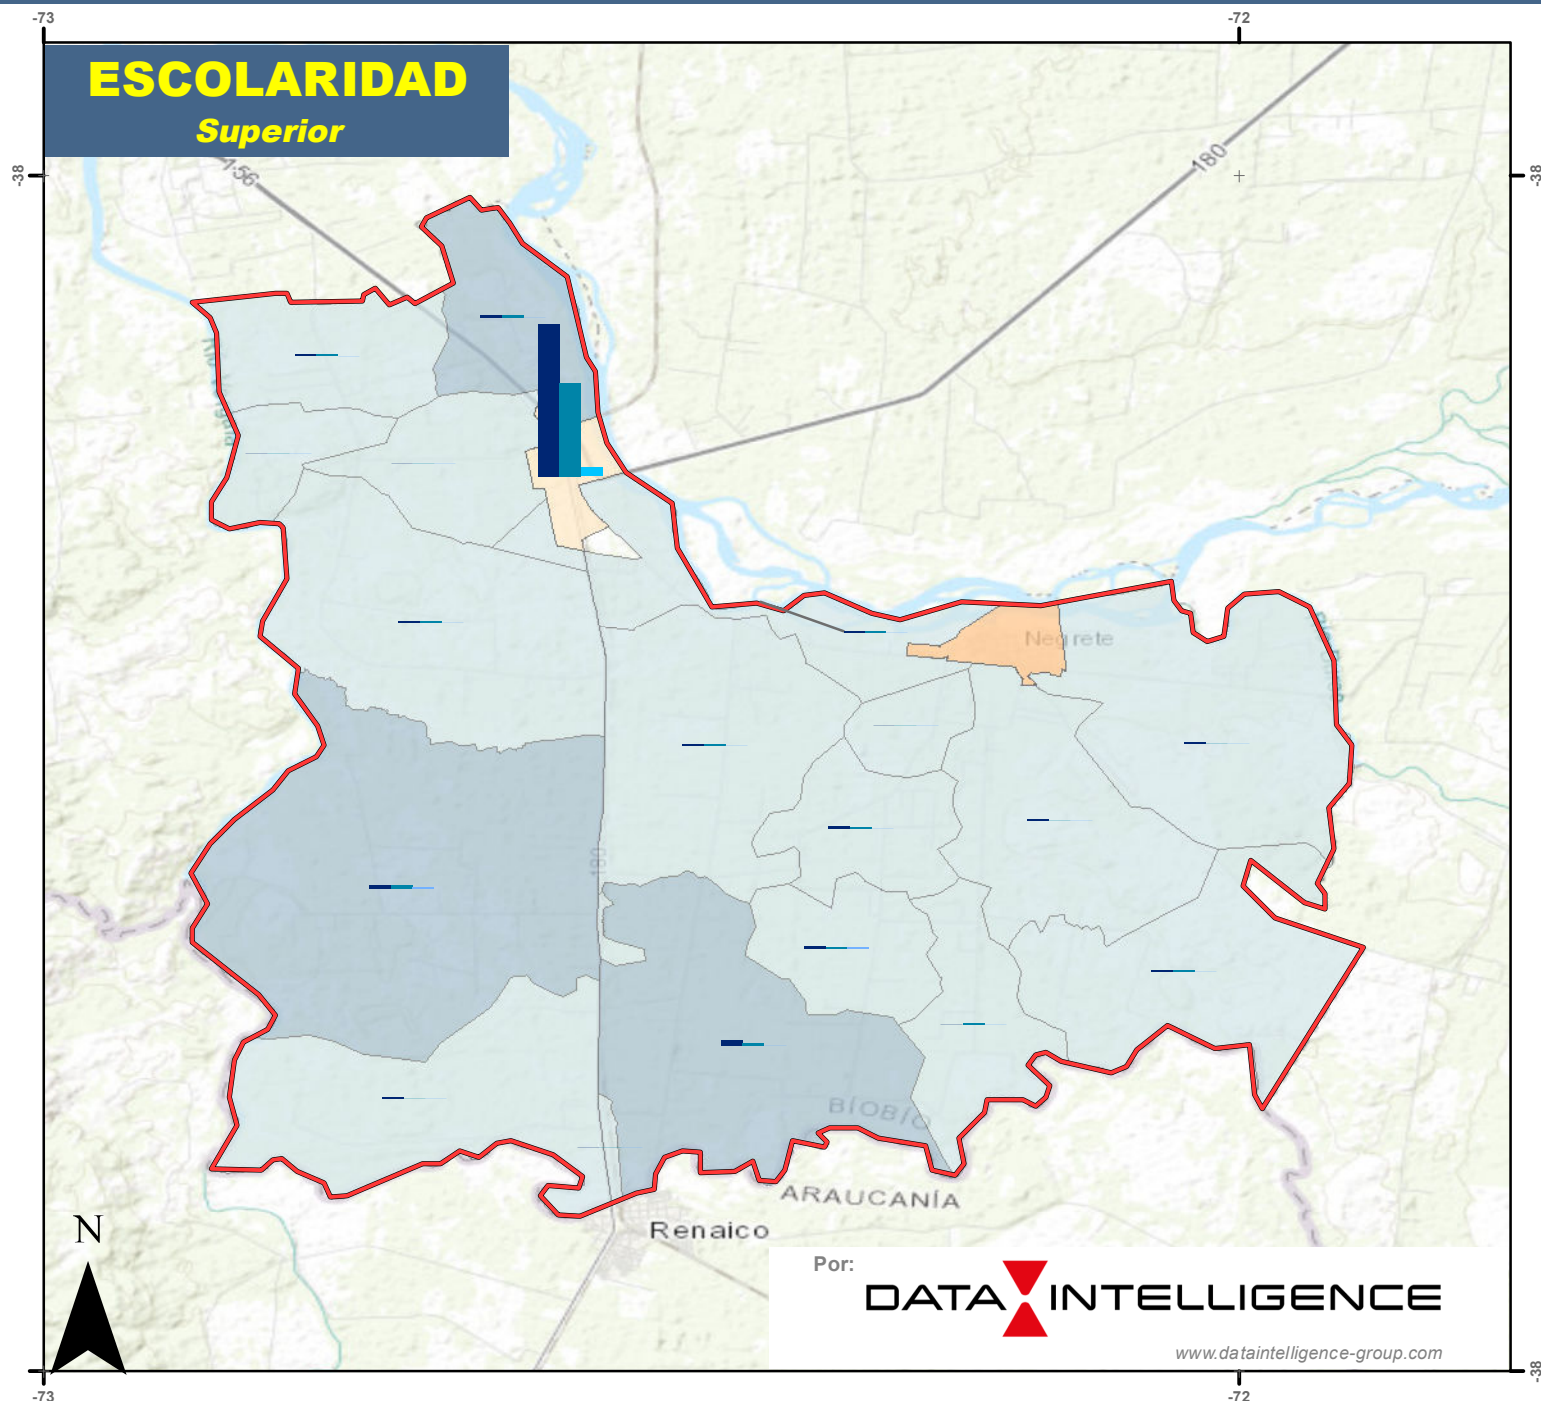 -73
-72
ESCOLARIDAD
Superior
-38
-38
156
180
Negrete
180
BÍOBÍO
ARAUCANÍA
Renaico
N
Por:
DATA INTELLIGENCE
www.dataintelligence-group.com
-38
-73
-72